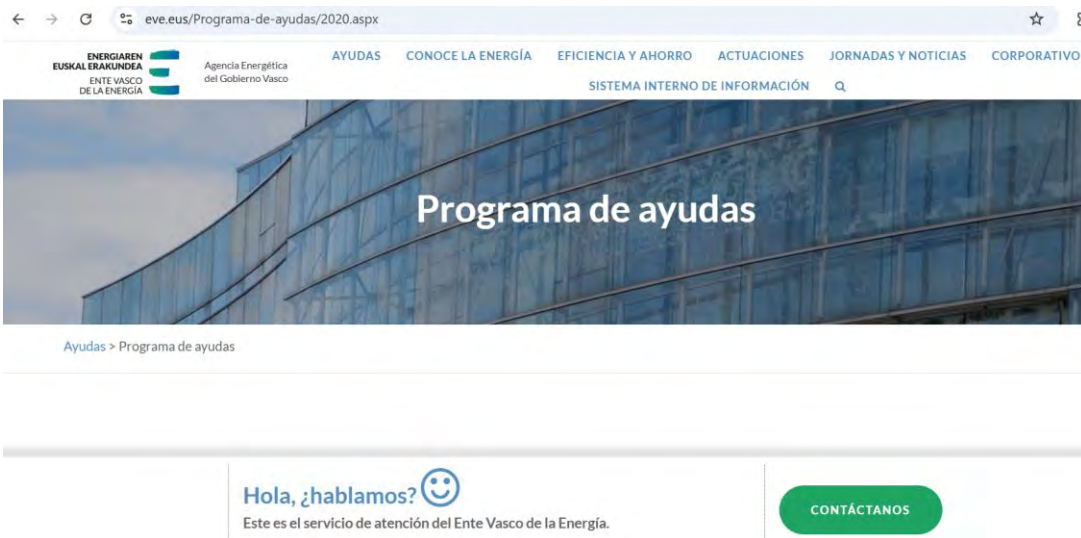 eve.eus/Programa-de-ayudas/2020.aspx
ENERGIAREN
EUSKAL ERAKUNDEA
ENTE VASCO
DE LA ENERGÍA
Agencia Energética
del Gobierno Vasco
AYUDAS CONOCE LA ENERGÍA EFICIENCIA Y AHORRO ACTUACIONES JORNADAS Y NOTICIAS CORPORATIVO
SISTEMA INTERNO DE INFORMACIÓN
Programa de ayudas
Ayudas > Programa de ayudas
Hola, ¿hablamos?
Este es el servicio de atención del Ente Vasco de la Energía.
CONTÁCTANOS